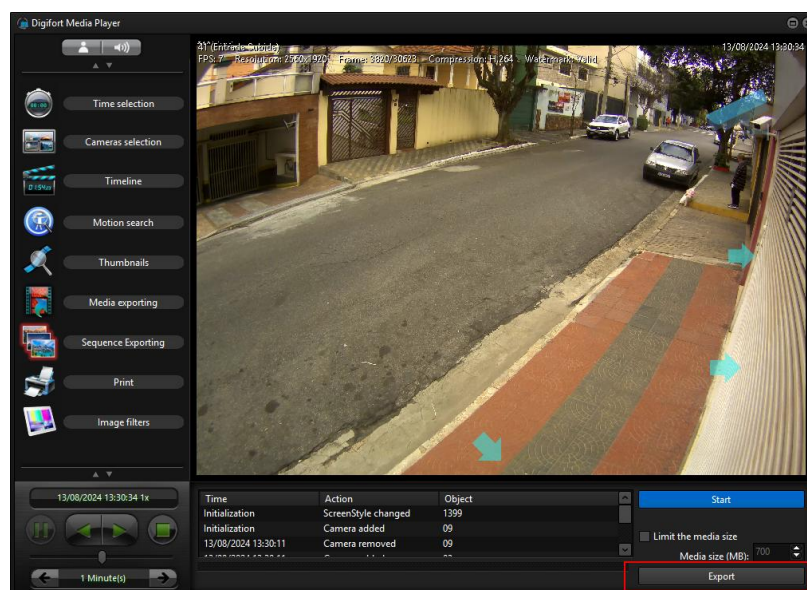 Digifort Media Player
41 (Entrade Subide)
13/08/2024 13:30:34
FPS: 7 Resolution: 2560x1920 Frame: 3820/30623 Compression: H.264 Watermark: Valid
Time selection
Cameras selection
Timeline
Motion search
Thumbnails
Media exporting
Sequence Exporting
Print
Image filters
13/08/2024 13:30:34 1x
1 Minute(s)
Time Action Object
Initialization ScreenStyle changed 1399
Initialization Camera added 09
13/08/2024 13:30:11 Camera removed 09
Start
Limit the media size
Media size (MB): 700
Export